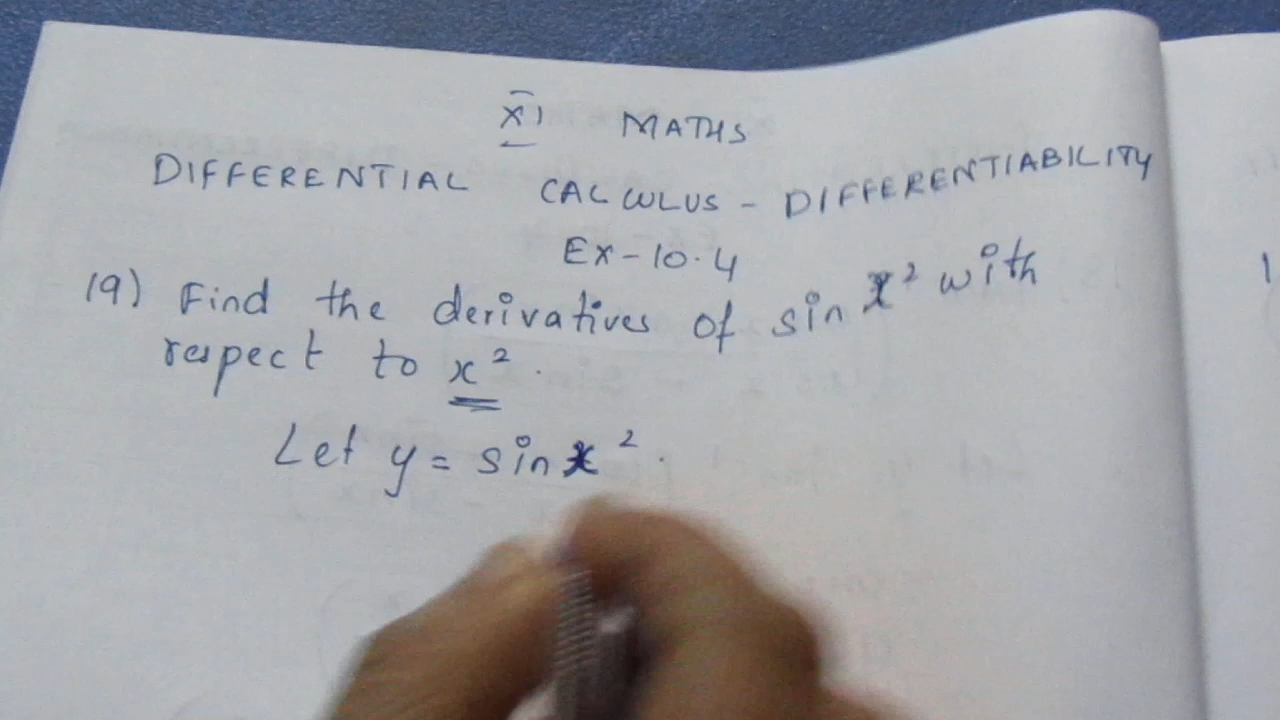 XI MATHS
DIFFERENTIAL CALCULUS - DIFFERENTIABILITY
EX - 10.4
19) Find the derivatives of sin x² with
respect to x².
Let y = sin x².